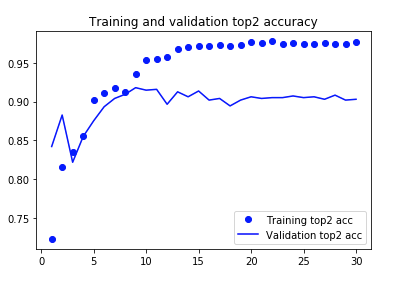 Training and validation top2 accuracy
0.95
0.90
0.85
0.80
0.75
0 5 10 15 20 25 30
Training top2 acc
Validation top2 acc